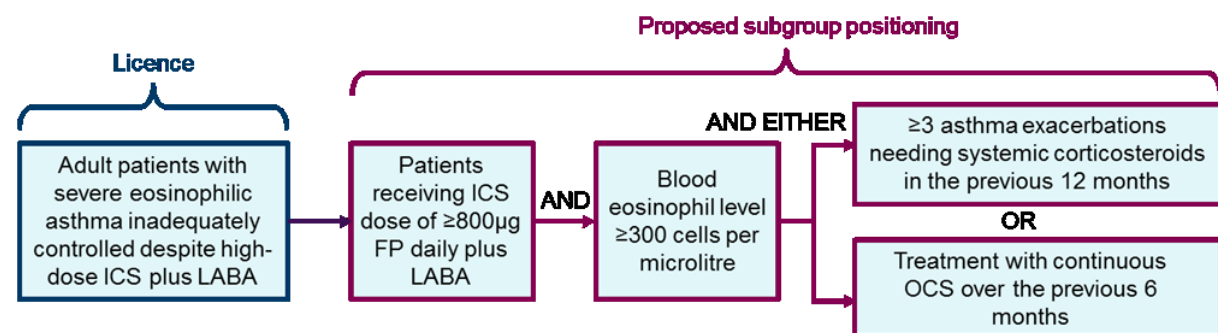 Proposed subgroup positioning
Licence
Adult patients with
severe eosinophilic
asthma inadequately
controlled despite high-
dose ICS plus LABA
Patients
receiving ICS
dose of ≥800µg
FP daily plus
LABA
AND
Blood
eosinophil level
≥300 cells per
microlitre
AND EITHER
≥3 asthma exacerbations
needing systemic corticosteroids
in the previous 12 months
OR
Treatment with continuous
OCS over the previous 6
months